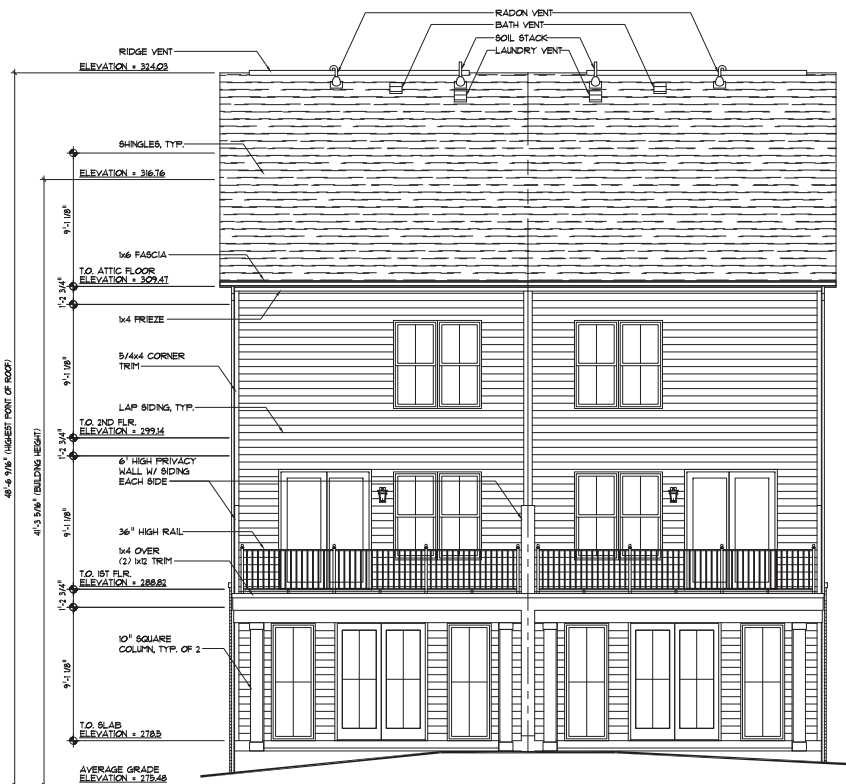 RADON VENT
BATH VENT
SOIL STACK
LAUNDRY VENT
RIDGE VENT
ELEVATION = 324.03
SHINGLES, TYP.
ELEVATION = 316.76
9'-1 1/8"
1x6 FASCIA
T.O. ATTIC FLOOR
ELEVATION = 309.47
1'-2 3/4"
1x4 FRIEZE
5/4x4 CORNER
TRIM
9'-1 1/8"
LAP SIDING, TYP.
T.O. 2ND FLR.
ELEVATION = 299.14
1'-2 3/4"
6' HIGH PRIVACY
WALL W/ SIDING
EACH SIDE
9'-1 1/8"
36" HIGH RAIL
1x4 OVER
(2) 1x12 TRIM
T.O. 1ST FLR.
ELEVATION = 288.82
1'-2 3/4"
10" SQUARE
COLUMN, TYP. OF 2
9'-1 1/8"
T.O. SLAB
ELEVATION = 278.5
AVERAGE GRADE
ELEVATION = 275.48
48'-6 9/16" (HIGHEST POINT OF ROOF)
41'-3 5/16" (BUILDING HEIGHT)